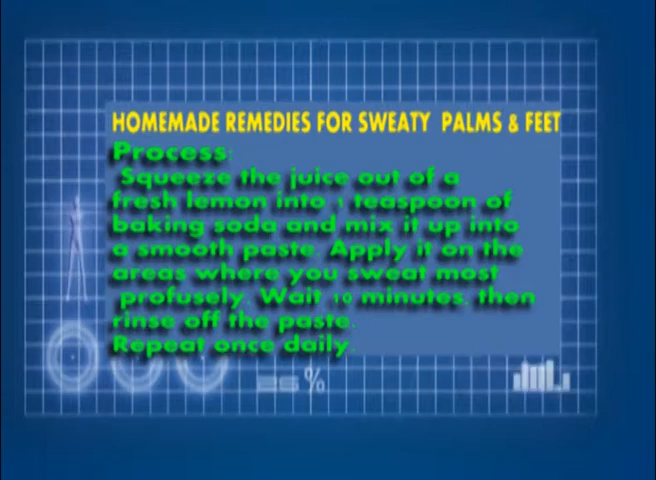 HOMEMADE REMEDIES FOR SWEATY PALMS & FEET
Process:
Squeeze the juice out of a
fresh lemon into 1 teaspoon of
baking soda and mix it up into
a smooth paste. Apply it on the
areas where you sweat most
profusely. Wait 10 minutes, then
rinse off the paste.
Repeat once daily.
26%